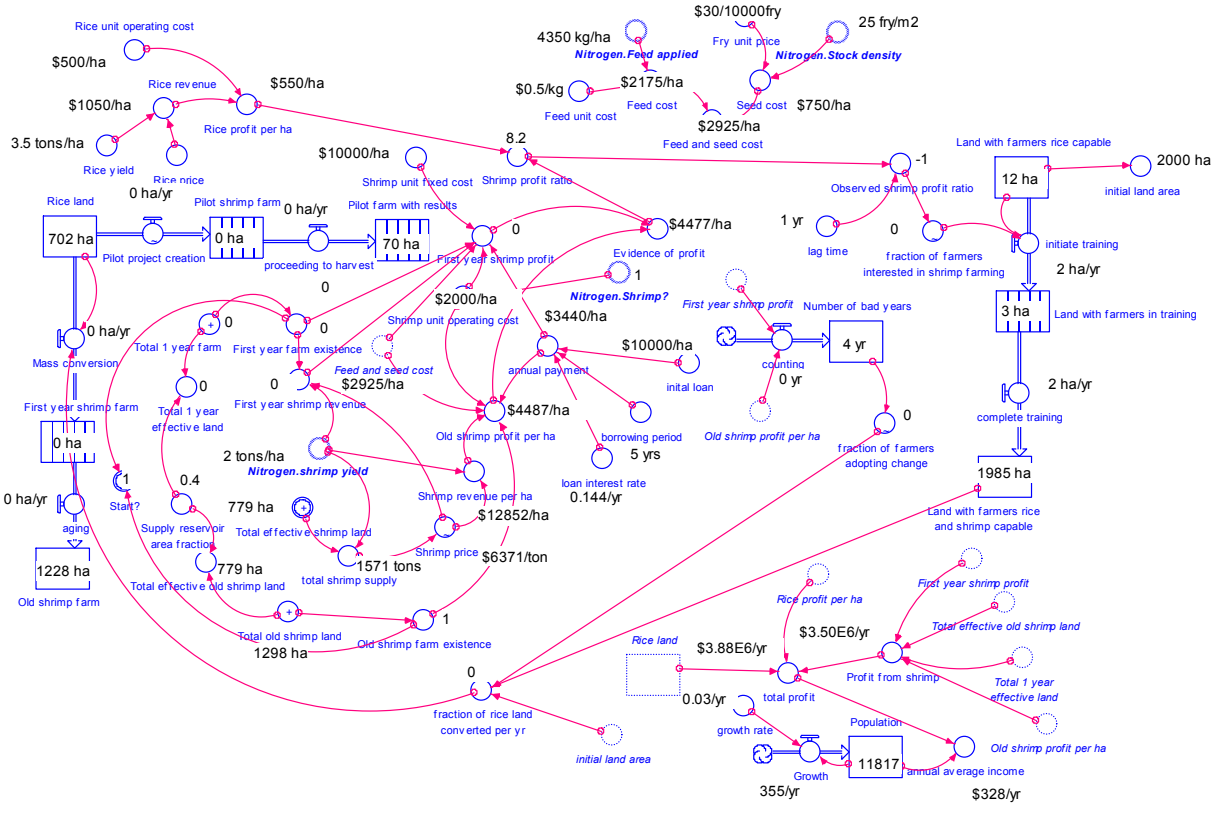 Rice unit operating cost
$500/ha
Rice revenue
$1050/ha
$550/ha
Rice profit per ha
3.5 tons/ha
Rice yield
Rice price
4350 kg/ha
Nitrogen.Feed applied
$30/10000fry
Fry unit price
25 fry/m2
Nitrogen.Stock density
$0.5/kg
Feed unit cost
$2175/ha
Feed cost
Seed cost
$750/ha
$2925/ha
Feed and seed cost
$10000/ha
Shrimp unit fixed cost
8.2
Shrimp profit ratio
-1
Observed shrimp profit ratio
Land with farmers rice capable
12 ha
2000 ha
initial land area
1 yr
lag time
0
fraction of farmers
interested in shrimp farming
initiate training
2 ha/yr
3 ha
Land with farmers in training
2 ha/yr
complete training
1985 ha
Land with farmers rice
and shrimp capable
Rice land
702 ha
0 ha/yr
Pilot project creation
Pilot shrimp farm
0 ha
0 ha/yr
proceeding to harvest
Pilot farm with results
70 ha
0
First year shrimp profit
$4477/ha
Evidence of profit
0
$2000/ha
Shrimp unit operating cost
1
Nitrogen.Shrimp?
$3440/ha
annual payment
$10000/ha
inital loan
borrowing period
5 yrs
loan interest rate
0.144/yr
First year shrimp profit
counting
0 yr
Number of bad years
4 yr
Old shrimp profit per ha
0
fraction of farmers
adopting change
0 ha/yr
Mass conversion
0
Total 1 year farm
0
First year farm existence
Feed and seed cost
$2925/ha
0
Total 1 year
effective land
0
First year shrimp revenue
$4487/ha
Old shrimp profit per ha
First year shrimp farm
0 ha
0 ha/yr
aging
1228 ha
Old shrimp farm
1
Start?
0.4
Supply reservoir
area fraction
2 tons/ha
Nitrogen.shrimp yield
Shrimp revenue per ha
$12852/ha
779 ha
Total effective shrimp land
Shrimp price
$6371/ton
1571 tons
total shrimp supply
779 ha
Total effective old shrimp land
Total old shrimp land
1298 ha
1
Old shrimp farm existence
0
fraction of rice land
converted per yr
initial land area
Rice land
$3.88E6/yr
Rice profit per ha
$3.50E6/yr
total profit
First year shrimp profit
Total effective old shrimp land
Profit from shrimp
Total 1 year
effective land
Old shrimp profit per ha
0.03/yr
growth rate
Population
11817
Growth
355/yr
annual average income
$328/yr